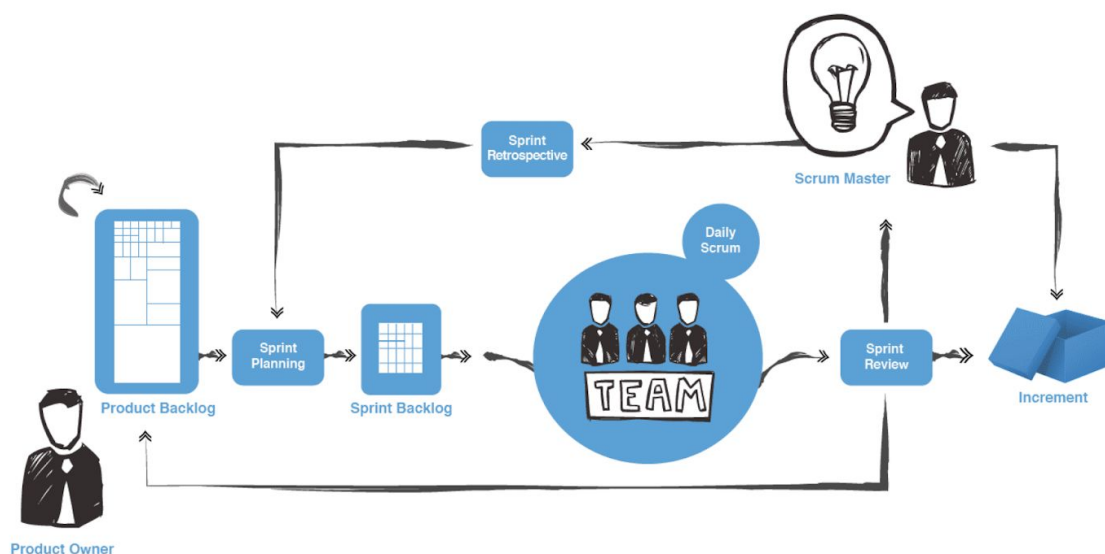 Sprint
Retrospective
Scrum Master
Daily
Scrum
Sprint
Planning
TEAM
Sprint
Review
Product Backlog
Sprint Backlog
Increment
Product Owner